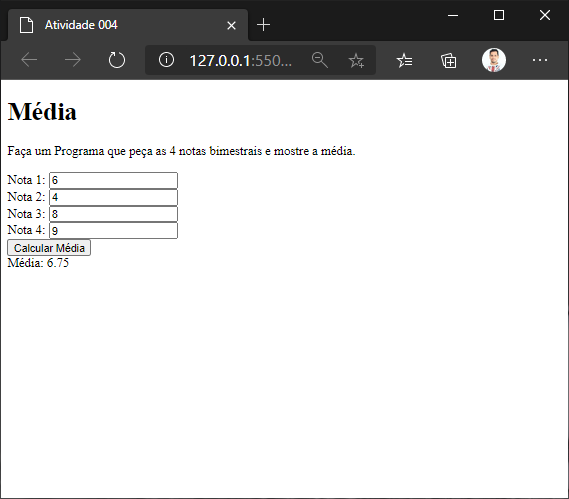 Atividade 004
127.0.0.1:550...
Média
Faça um Programa que peça as 4 notas bimestrais e mostre a média.
Nota 1: 6
Nota 2: 4
Nota 3: 8
Nota 4: 9
Calcular Média
Média: 6.75